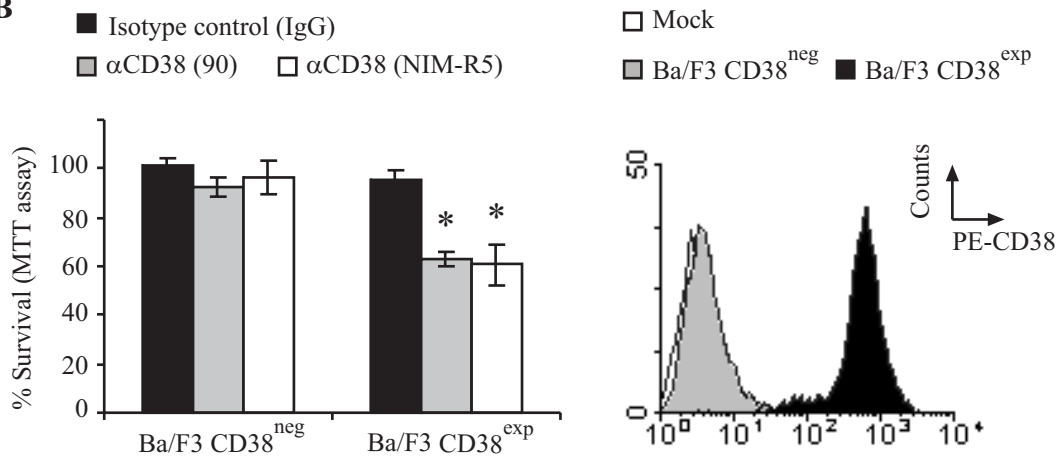 B
Isotype control (IgG)
αCD38 (90) αCD38 (NIM-R5)
% Survival (MTT assay)
100
80
60
40
20
0
Ba/F3 CD38neg Ba/F3 CD38exp
* *
Mock
Ba/F3 CD38neg Ba/F3 CD38exp
50
0
10⁰ 10¹ 10² 10³ 10⁴
Counts
PE-CD38